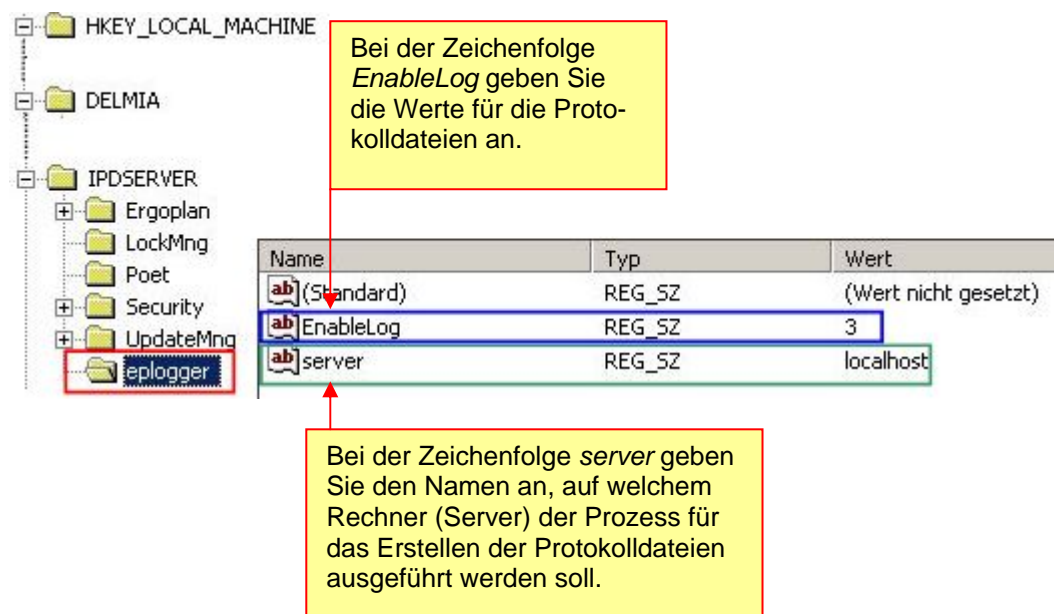 HKEY_LOCAL_MACHINE
Bei der Zeichenfolge
EnableLog geben Sie
die Werte für die Proto-
kolldateien an.
DELMIA
IPDSERVER
Ergoplan
LockMng
Poet
Security
UpdateMng
eplogger
Name Typ Wert
ab (Standard) REG_SZ (Wert nicht gesetzt)
ab EnableLog REG_SZ 3
ab server REG_SZ localhost
Bei der Zeichenfolge server geben
Sie den Namen an, auf welchem
Rechner (Server) der Prozess für
das Erstellen der Protokolldateien
ausgeführt werden soll.